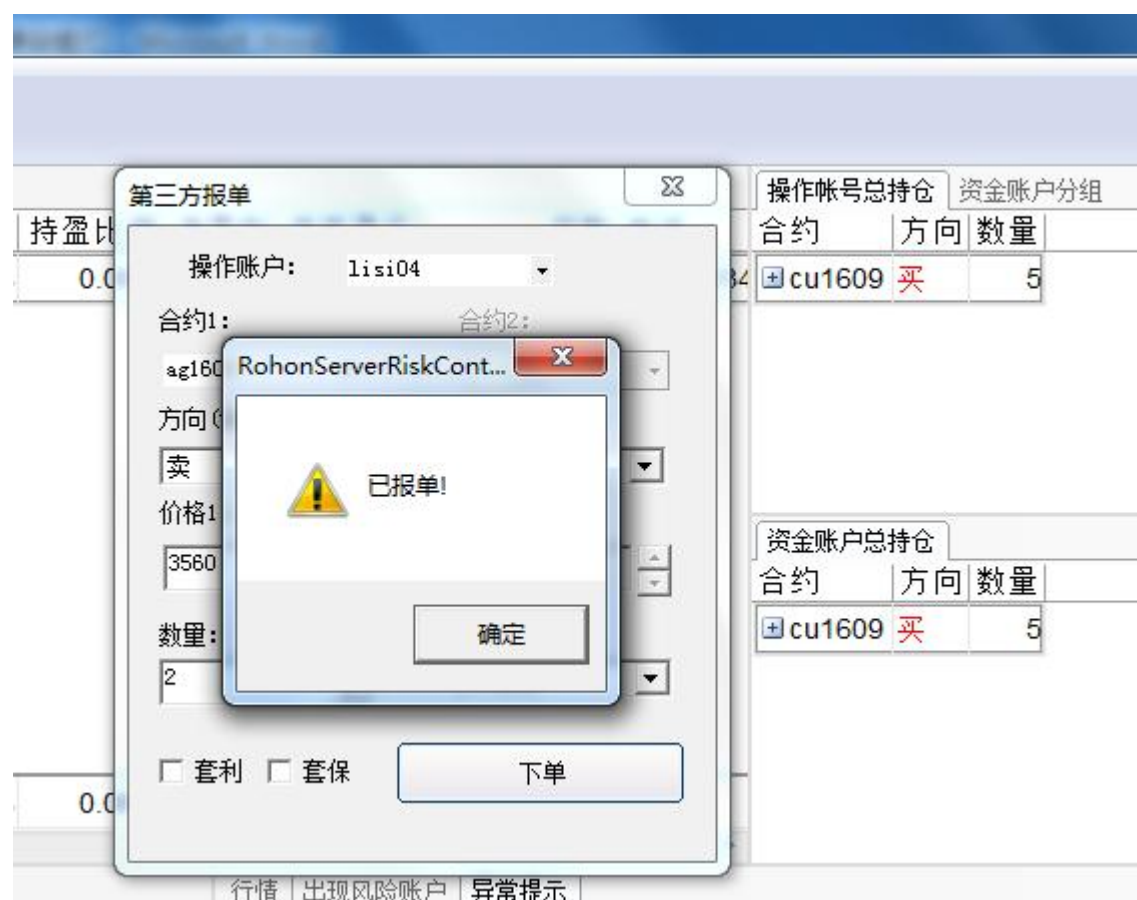 第三方报单
操作帐号总持仓 资金账户分组
持盈比
合约 方向 数量
操作账户: lisi04
0.0
84
cu1609 买 5
合约1: 合约2:
RohonServerRiskCont...
ag160
方向(
卖
已报单!
价格1
资金账户总持仓
3560
合约 方向 数量
数量:
确定
cu1609 买 5
2
套利 套保 下单
0.0
行情 出现风险账户 异常提示